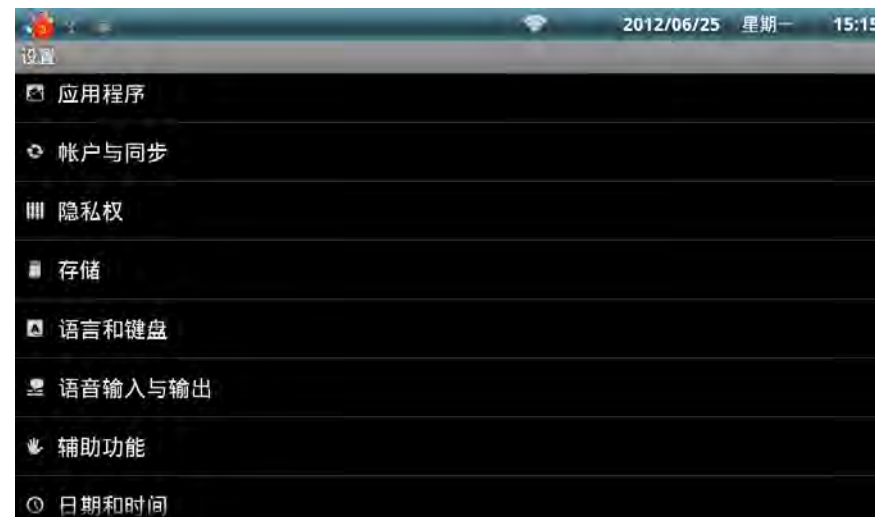 2012/06/25 星期一 15:15
设置
应用程序
帐户与同步
隐私权
存储
语言和键盘
语音输入与输出
辅助功能
日期和时间